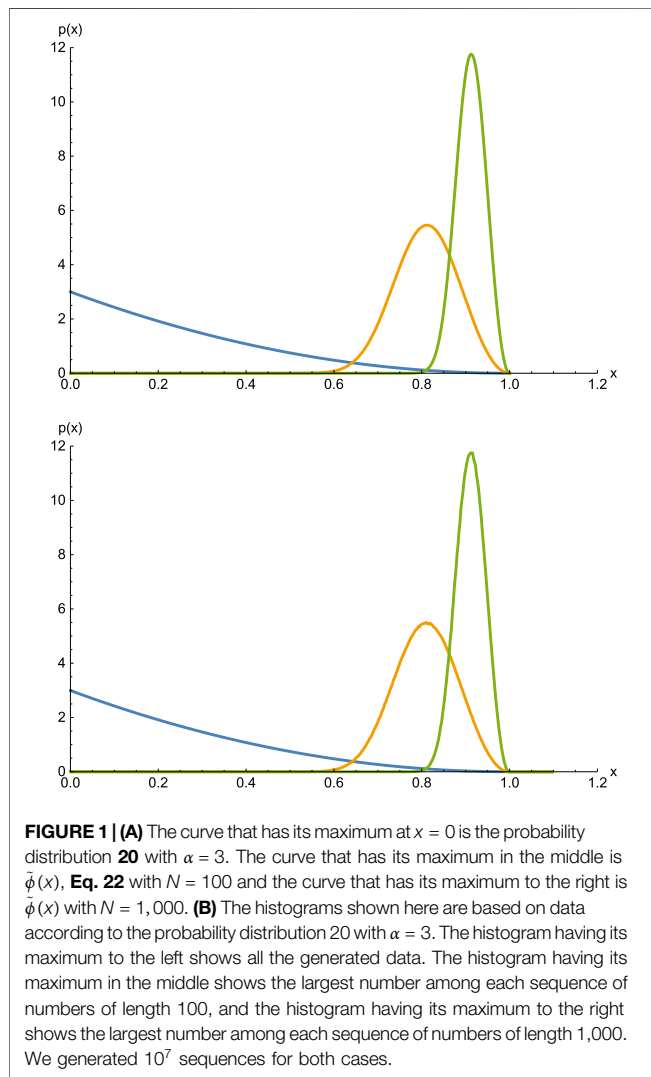 p(x)
12
10
8
6
4
2
0
0.0 0.2 0.4 0.6 0.8 1.0 1.2 x
p(x)
12
10
8
6
4
2
0
0.0 0.2 0.4 0.6 0.8 1.0 1.2 x
FIGURE 1 | (A) The curve that has its maximum at x = 0 is the probability
distribution 20 with α = 3. The curve that has its maximum in the middle is
ϕ̃(x), Eq. 22 with N = 100 and the curve that has its maximum to the right is
ϕ̃(x) with N = 1, 000. (B) The histograms shown here are based on data
according to the probability distribution 20 with α = 3. The histogram having its
maximum to the left shows all the generated data. The histogram having its
maximum in the middle shows the largest number among each sequence of
numbers of length 100, and the histogram having its maximum to the right
shows the largest number among each sequence of numbers of length 1,000.
We generated 10⁷ sequences for both cases.